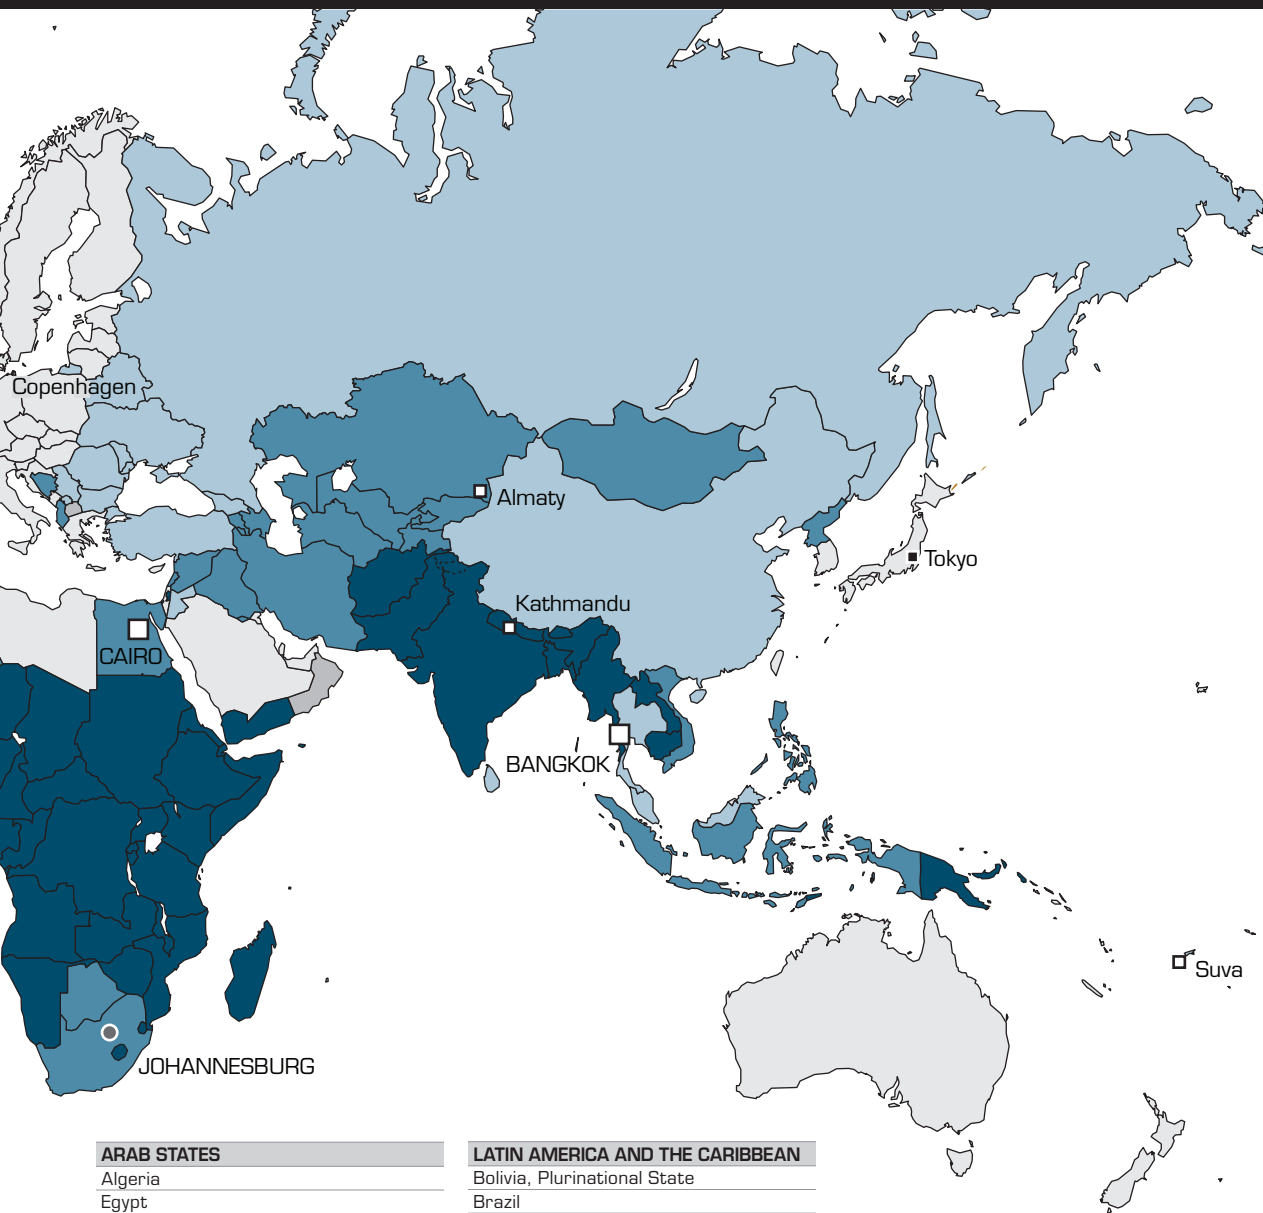 Copenhagen
Almaty
Tokyo
Kathmandu
CAIRO
BANGKOK
Suva
JOHANNESBURG
ARAB STATES
Algeria
Egypt
LATIN AMERICA AND THE CARIBBEAN
Bolivia, Plurinational State
Brazil